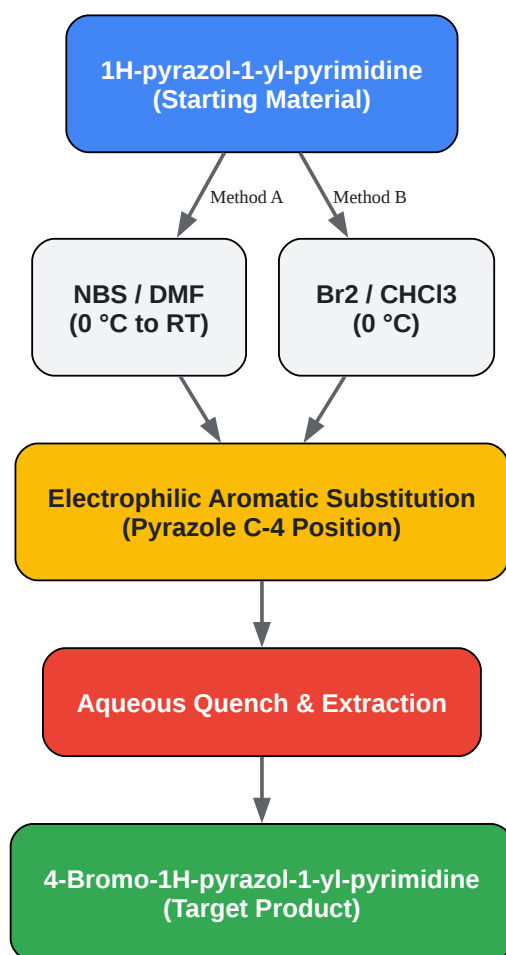 1H-pyrazol-1-yl-pyrimidine
(Starting Material)
Method A
Method B
NBS / DMF
(0 °C to RT)
Br2 / CHCl3
(0 °C)
Electrophilic Aromatic Substitution
(Pyrazole C-4 Position)
Aqueous Quench & Extraction
4-Bromo-1H-pyrazol-1-yl-pyrimidine
(Target Product)